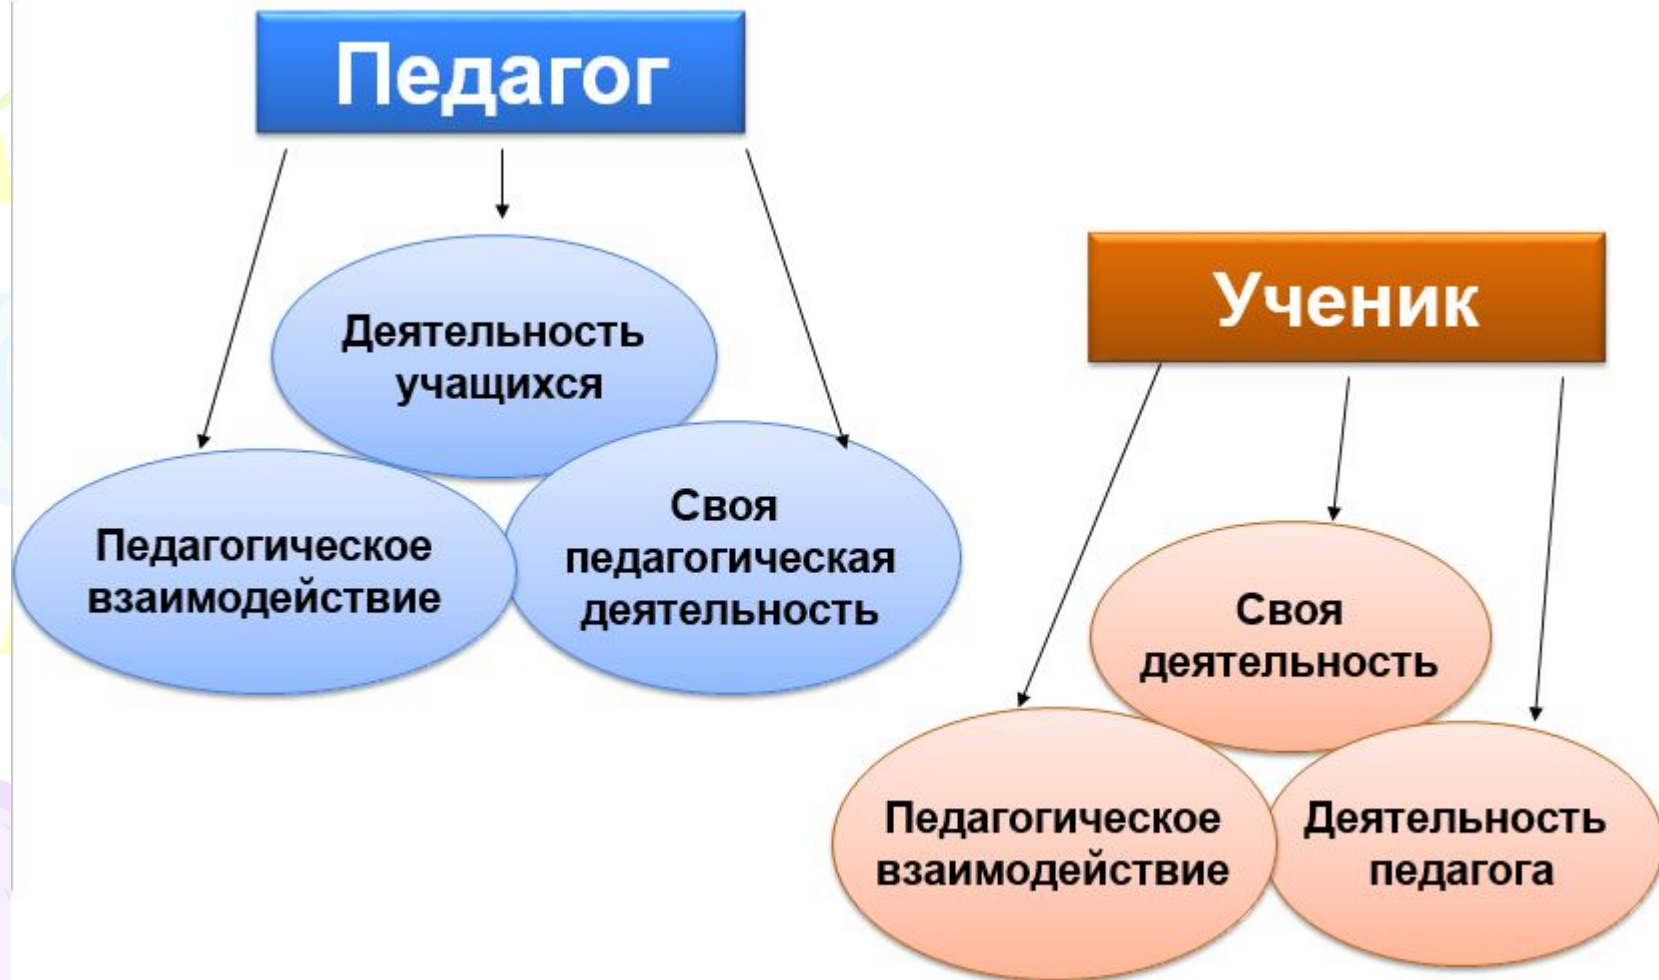 Педагог
Деятельность
учащихся
Педагогическое
взаимодействие
Своя
педагогическая
деятельность
Ученик
Своя
деятельность
Педагогическое
взаимодействие
Деятельность
педагога